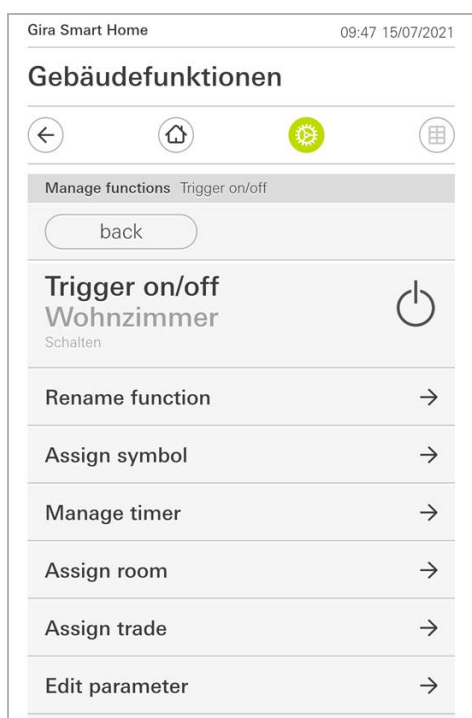 Gira Smart Home 09:47 15/07/2021
Gebäudefunktionen
Manage functions Trigger on/off
back
Trigger on/off
Wohnzimmer
Schalten
Rename function
Assign symbol
Manage timer
Assign room
Assign trade
Edit parameter